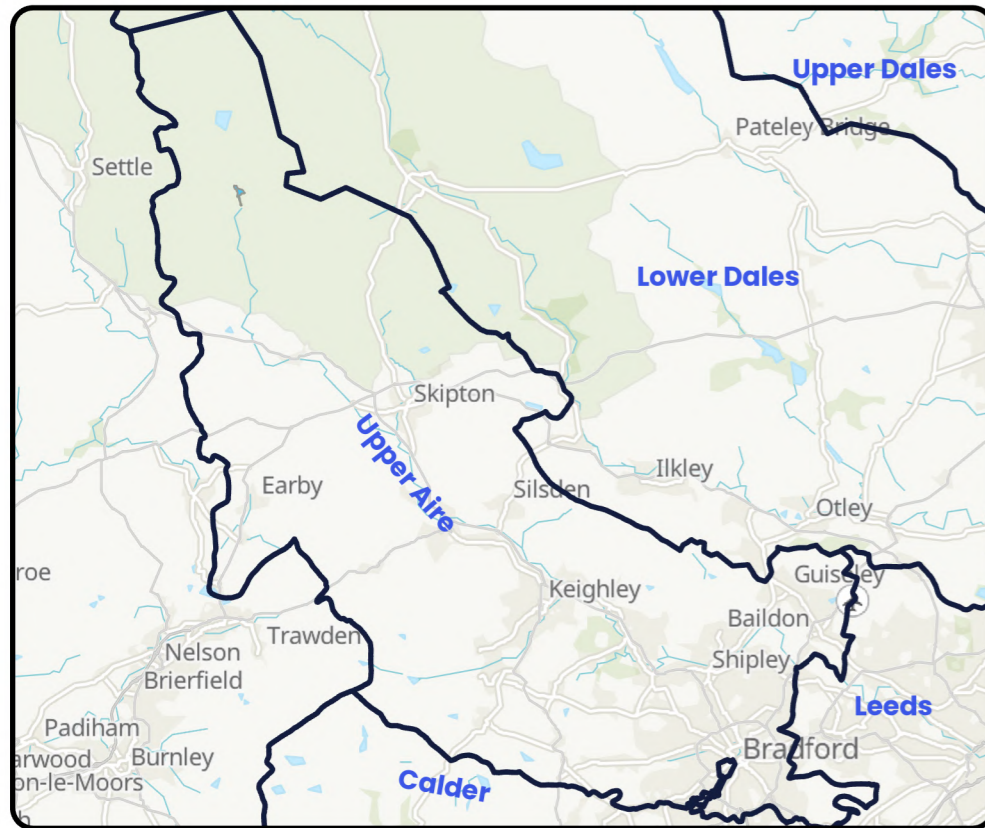 Upper Dales
Pateley Bridge
Settle
Lower Dales
Skipton
Upper Aire
Ilkley
Earby
Silsden
Otley
roe
Guiseley
Keighley
Baildon
Trawden
Nelson
Shipley
Brierfield
Leeds
Padiham
Bradford
arwood
Burnley
on-le-Moors
Calder
h